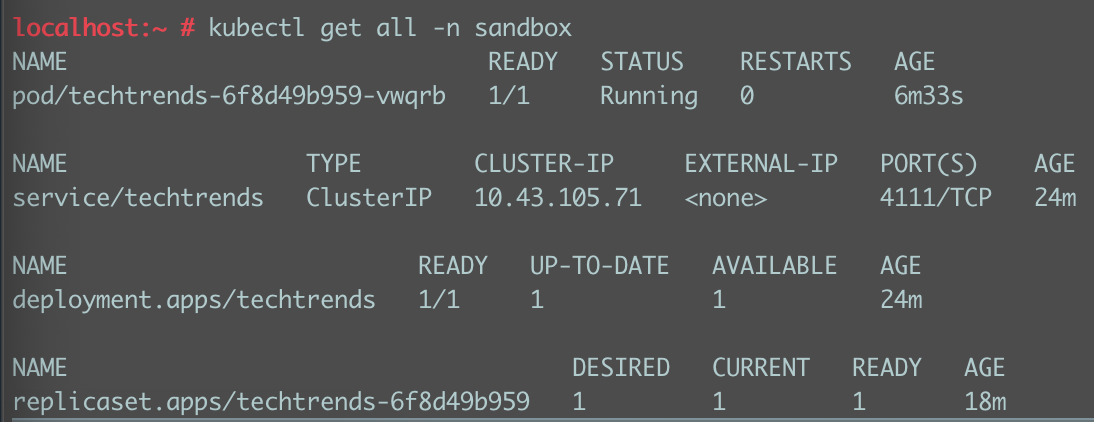 localhost:~ # kubectl get all -n sandbox
NAME READY STATUS RESTARTS AGE
pod/techtrends-6f8d49b959-vwqrb 1/1 Running 0 6m33s
NAME TYPE CLUSTER-IP EXTERNAL-IP PORT(S) AGE
service/techtrends ClusterIP 10.43.105.71 <none> 4111/TCP 24m
NAME READY UP-TO-DATE AVAILABLE AGE
deployment.apps/techtrends 1/1 1 1 24m
NAME DESIRED CURRENT READY AGE
replicaset.apps/techtrends-6f8d49b959 1 1 1 18m